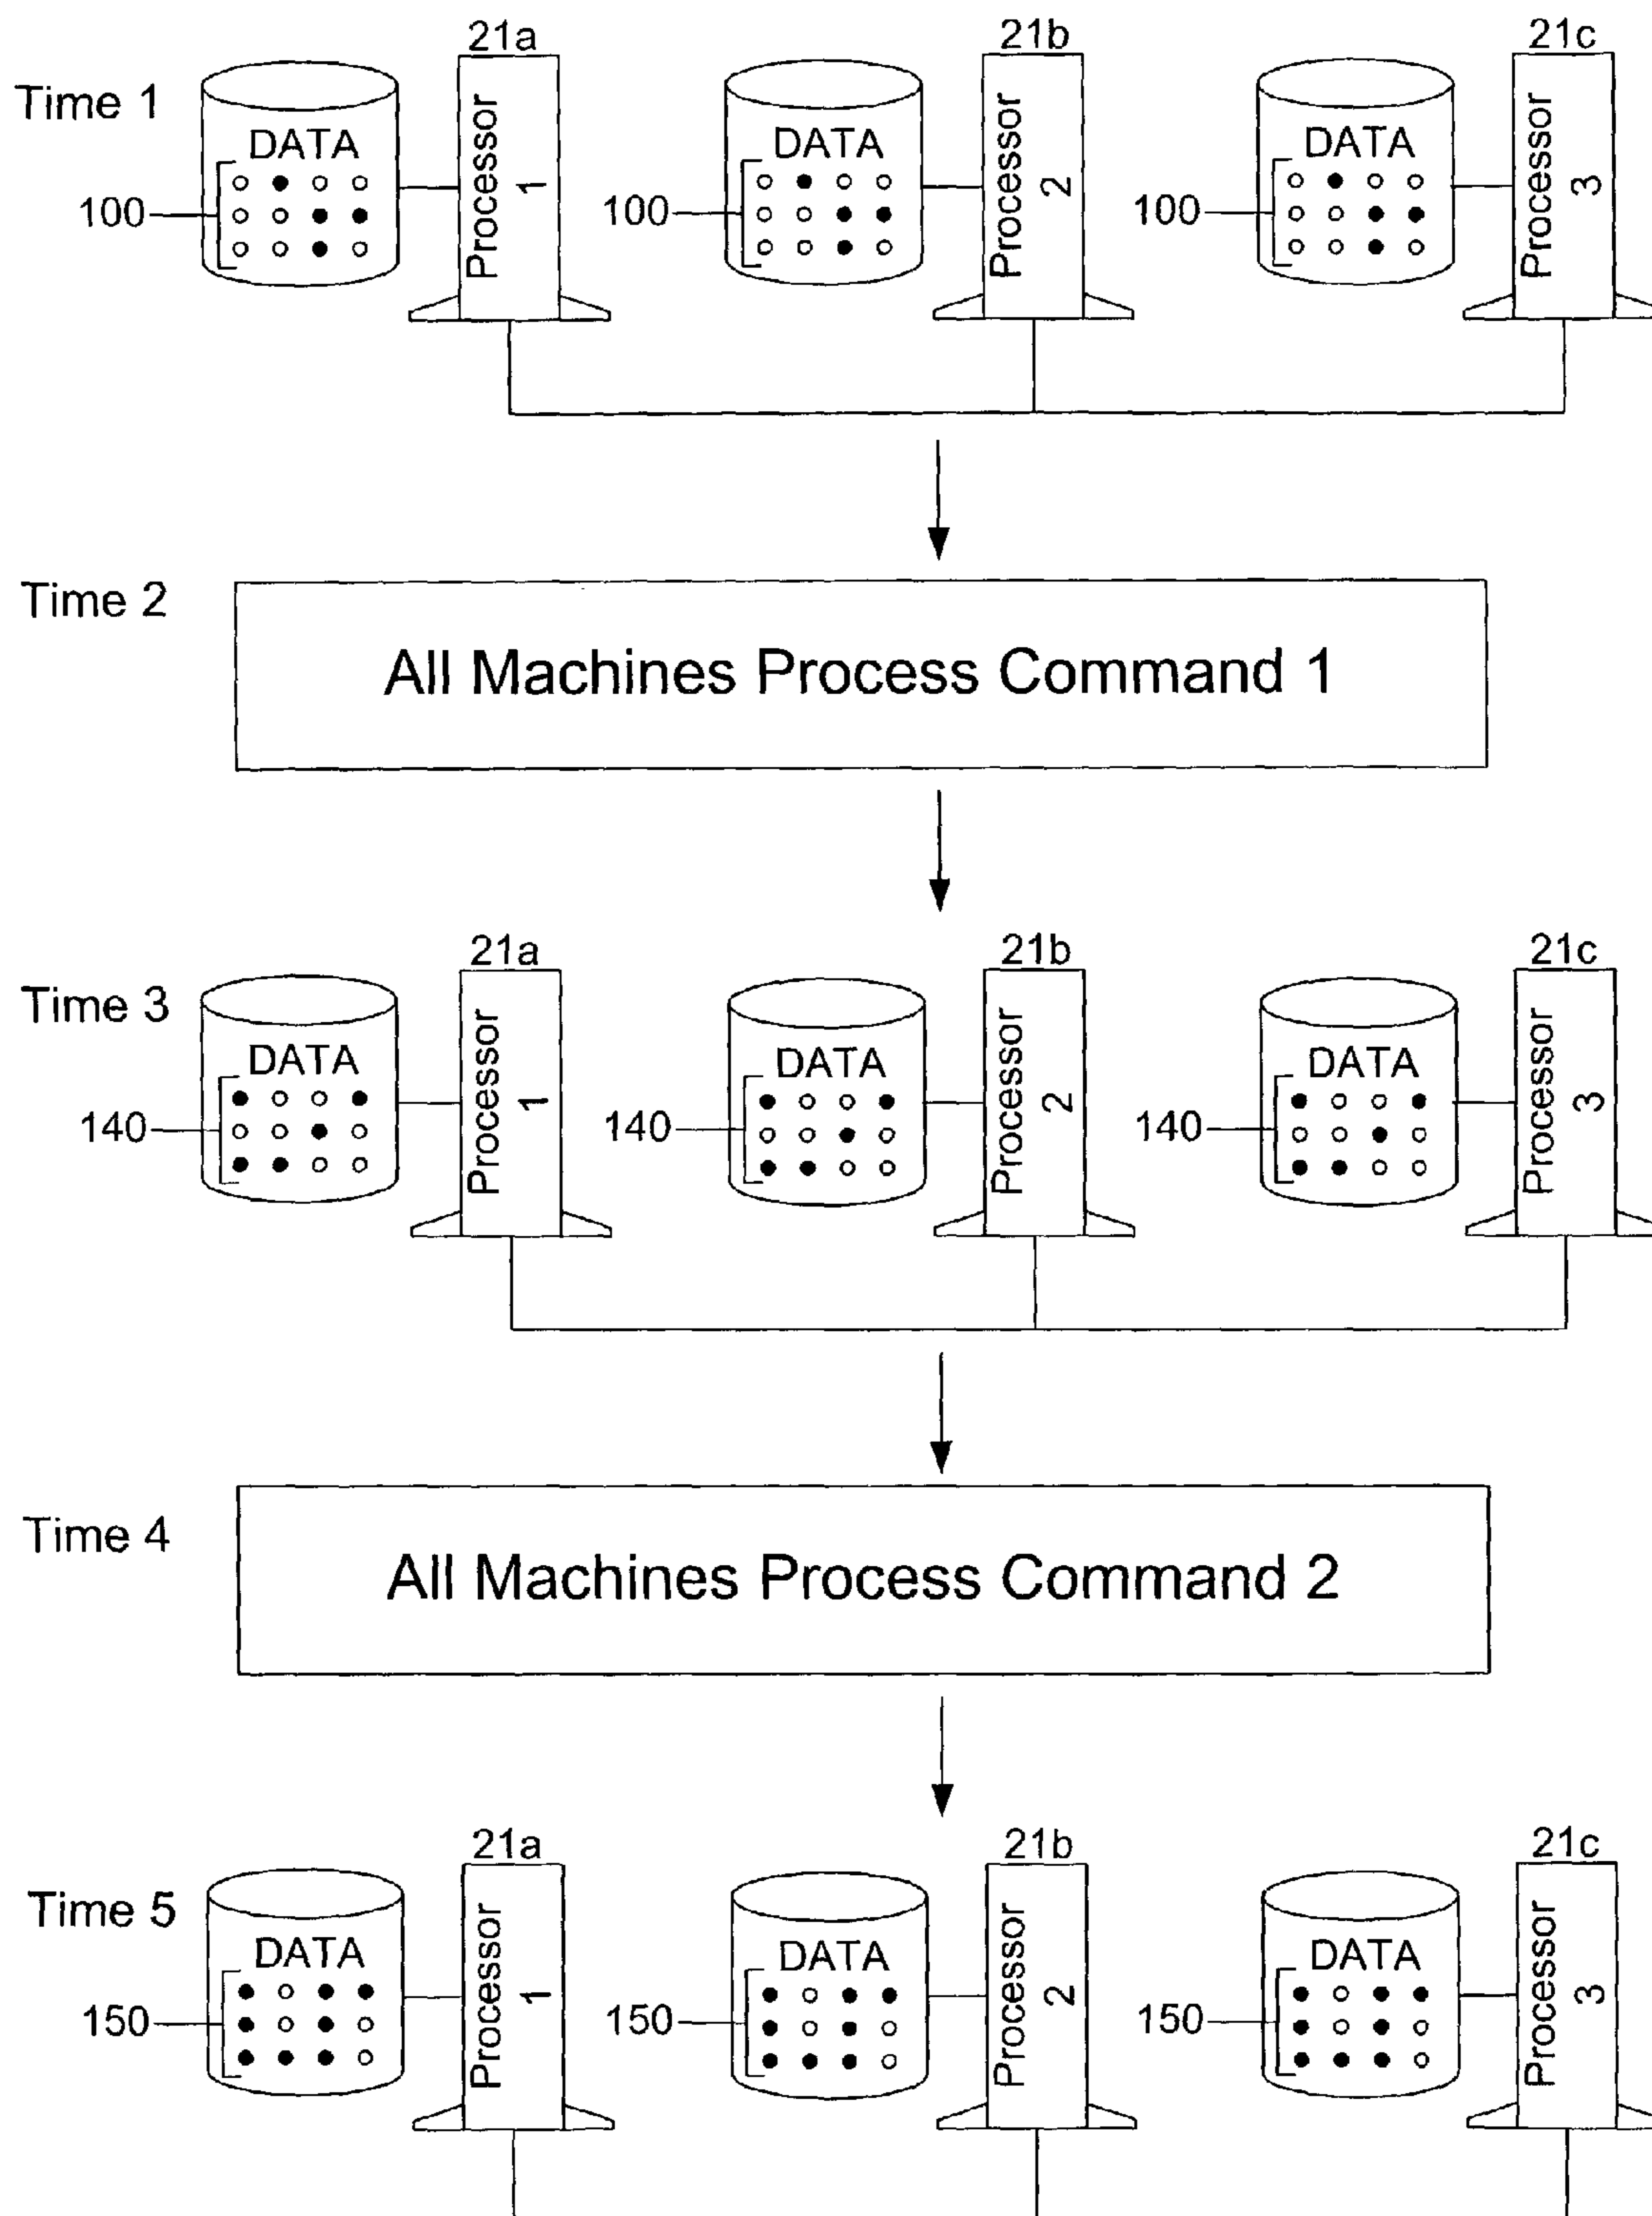 21a 21b 21c
Time 1
DATA Processor 1 DATA Processor 2 DATA Processor 3
100 100 100
Time 2
All Machines Process Command 1
21a 21b 21c
Time 3
DATA Processor 1 DATA Processor 2 DATA Processor 3
140 140 140
Time 4
All Machines Process Command 2
21a 21b 21c
Time 5
DATA Processor 1 DATA Processor 2 DATA Processor 3
150 150 150